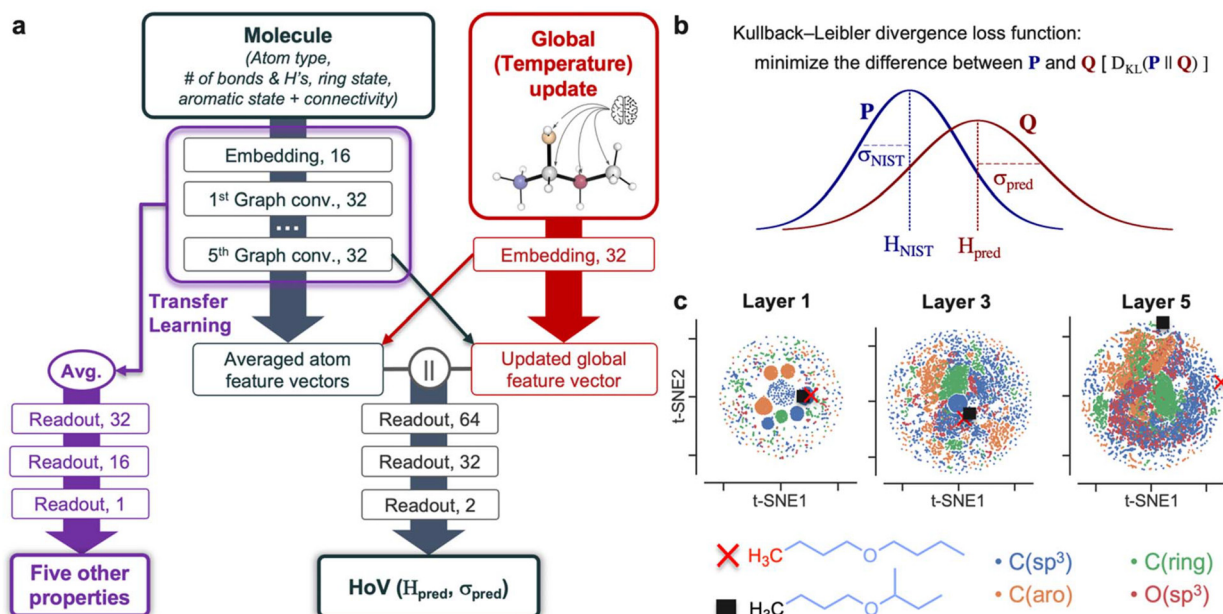 a
Molecule
(Atom type,
# of bonds & H's, ring state,
aromatic state + connectivity)
Global
(Temperature)
update
Embedding, 16
1st Graph conv., 32
...
5th Graph conv., 32
Embedding, 32
Transfer
Learning
Averaged atom
feature vectors
||
Updated global
feature vector
Avg.
Readout, 32
Readout, 16
Readout, 1
Readout, 64
Readout, 32
Readout, 2
Five other
properties
HoV (Hpred, σpred)
b
Kullback–Leibler divergence loss function:
minimize the difference between P and Q [ DKL(P || Q) ]
P
Q
σNIST
σpred
HNIST
Hpred
c
Layer 1
Layer 3
Layer 5
t-SNE2
t-SNE1
t-SNE1
t-SNE1
H3C
O
H3C
O
• C(sp3)
• C(ring)
• C(aro)
• O(sp3)